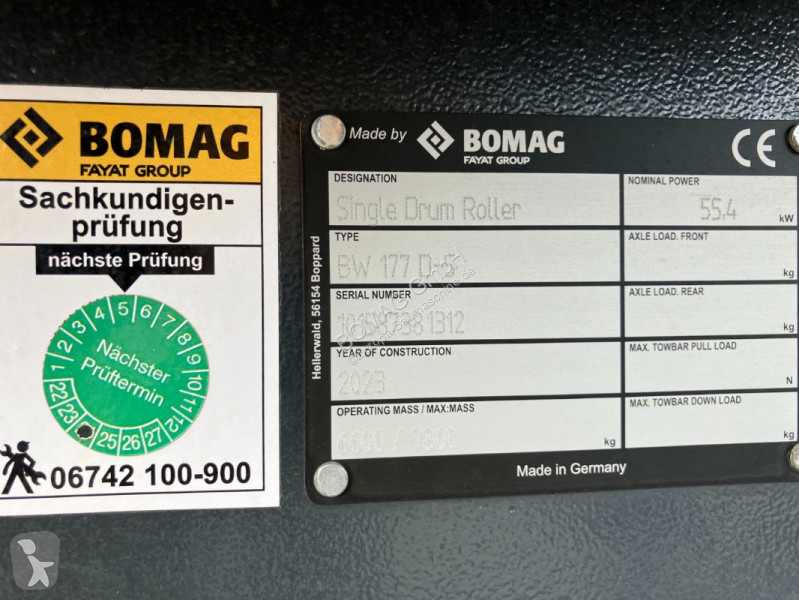 BOMAG
FAYAT GROUP
Sachkundigen-
prüfung
nächste Prüfung
1 2 3 4 5 6 7 8 9 10 11 12
Nächster
Prüftermin
22 23 25 26 27
06742 100-900
Made by BOMAG
FAYAT GROUP
CE
Hellerwald, 56154 Boppard
DESIGNATION
Single Drum Roller
NOMINAL POWER
55.4 kW
TYPE
BW 177 D-5
AXLE LOAD. FRONT
kg
SERIAL NUMBER
AXLE LOAD. REAR
kg
YEAR OF CONSTRUCTION
2023
MAX. TOWBAR PULL LOAD
N
OPERATING MASS / MAX:MASS
kg
MAX. TOWBAR DOWN LOAD
kg
Made in Germany